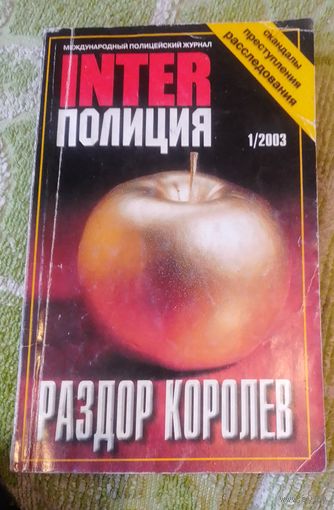 МЕЖДУНАРОДНЫЙ ПОЛИЦЕЙСКИЙ ЖУРНАЛ
INTER
ПОЛИЦИЯ
скандалы
преступления
расследования
1/2003
РАЗДОР КОРОЛЕВ